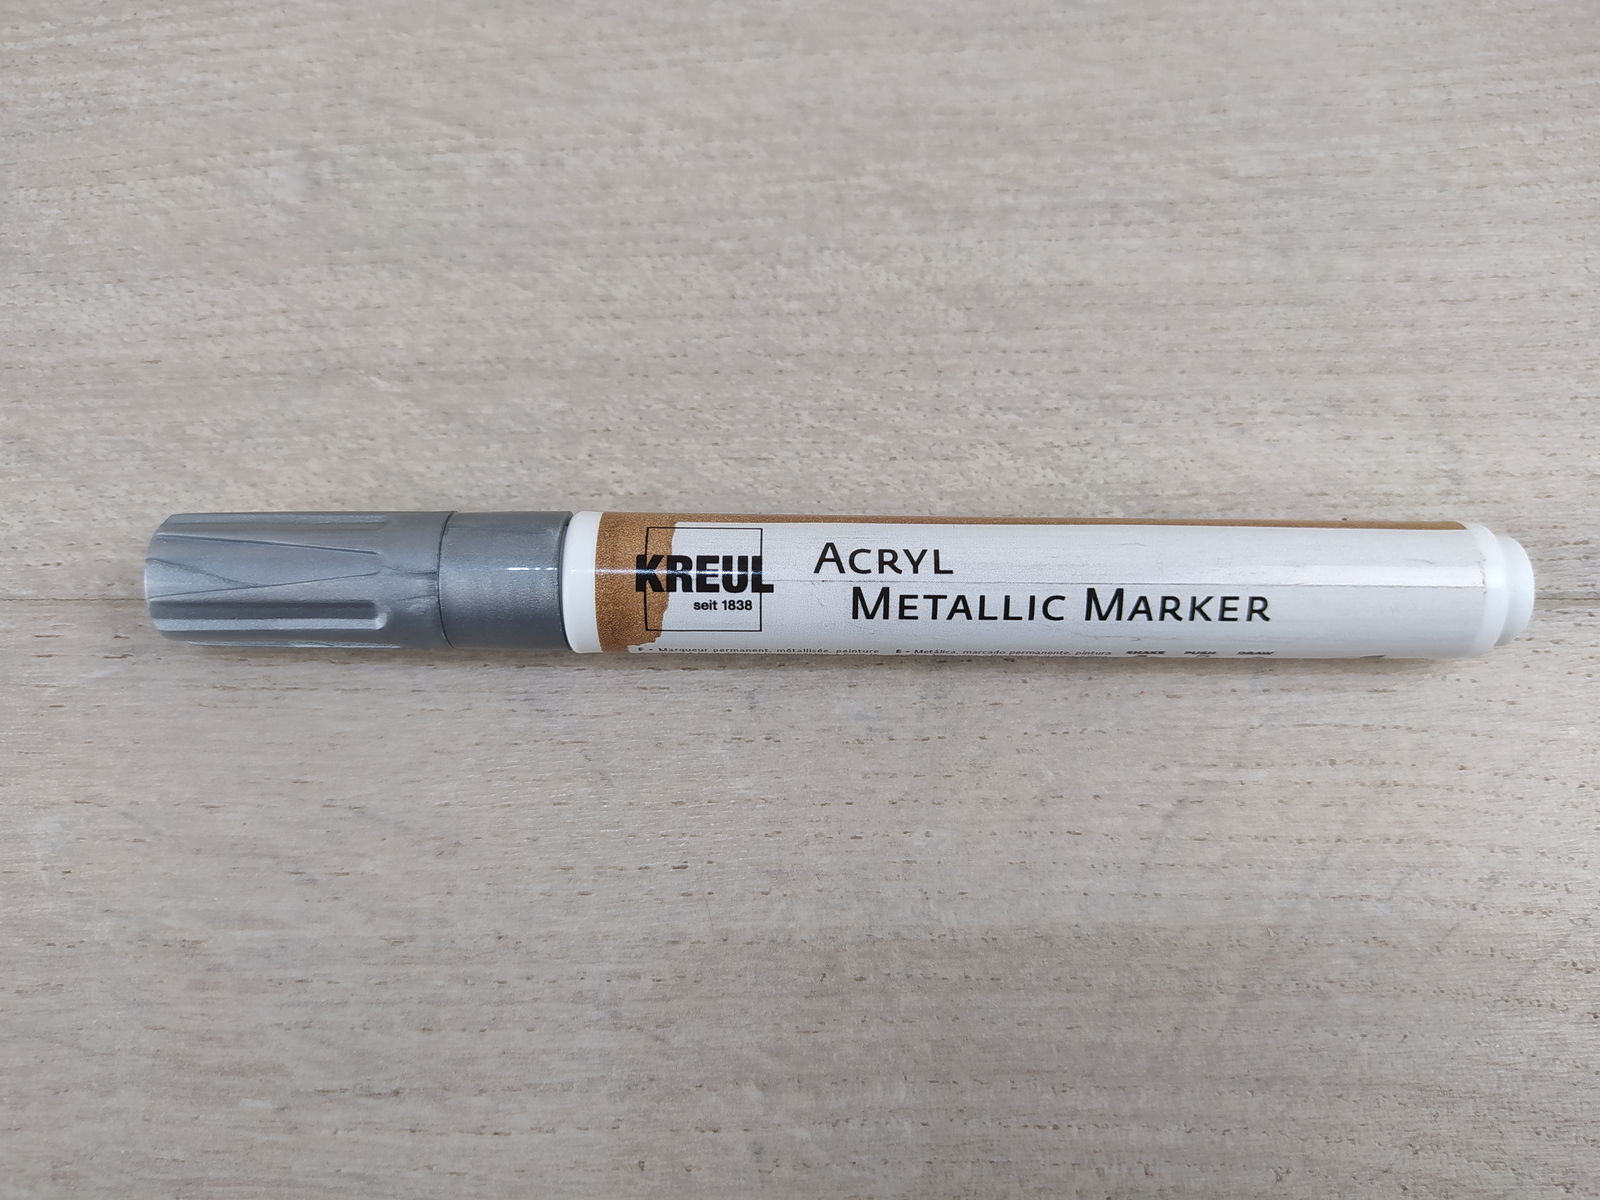 KREUL
seit 1838
ACRYL
METALLIC MARKER
F • Marqueur permanent, métallisée, peinture E • Metálica, marcado permanente, pintura SHAKE PUSH DRAW